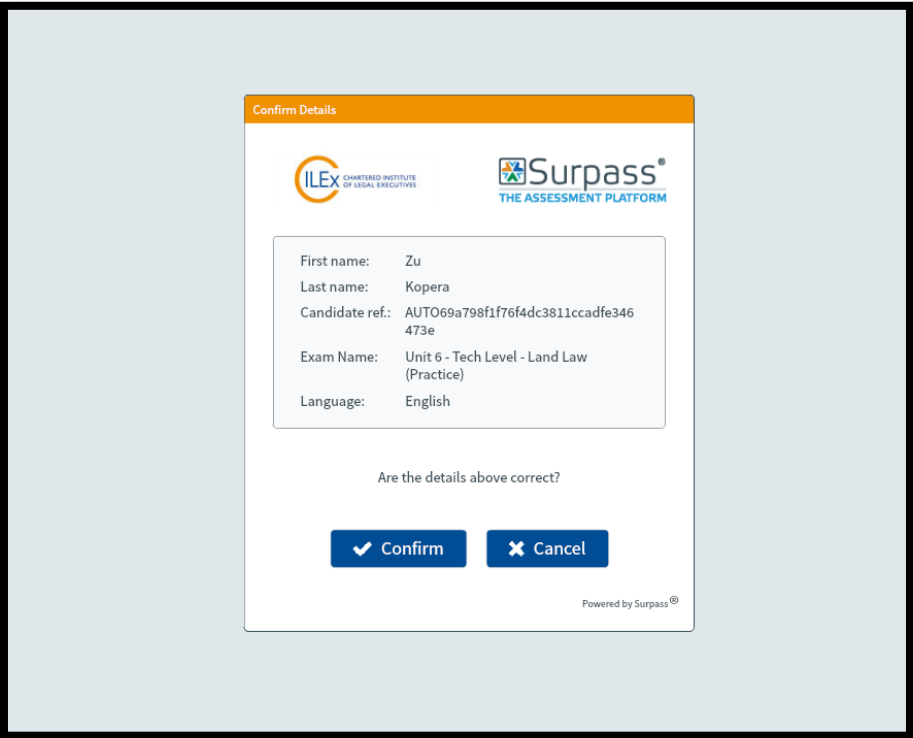 Confirm Details
ILEX CHARTERED INSTITUTE
OF LEGAL EXECUTIVES
Surpass®
THE ASSESSMENT PLATFORM
First name: Zu
Last name: Kopera
Candidate ref.: AUTO69a798f1f76f4dc3811ccadfe346
473e
Exam Name: Unit 6 - Tech Level - Land Law
(Practice)
Language: English
Are the details above correct?
Confirm Cancel
Powered by Surpass®